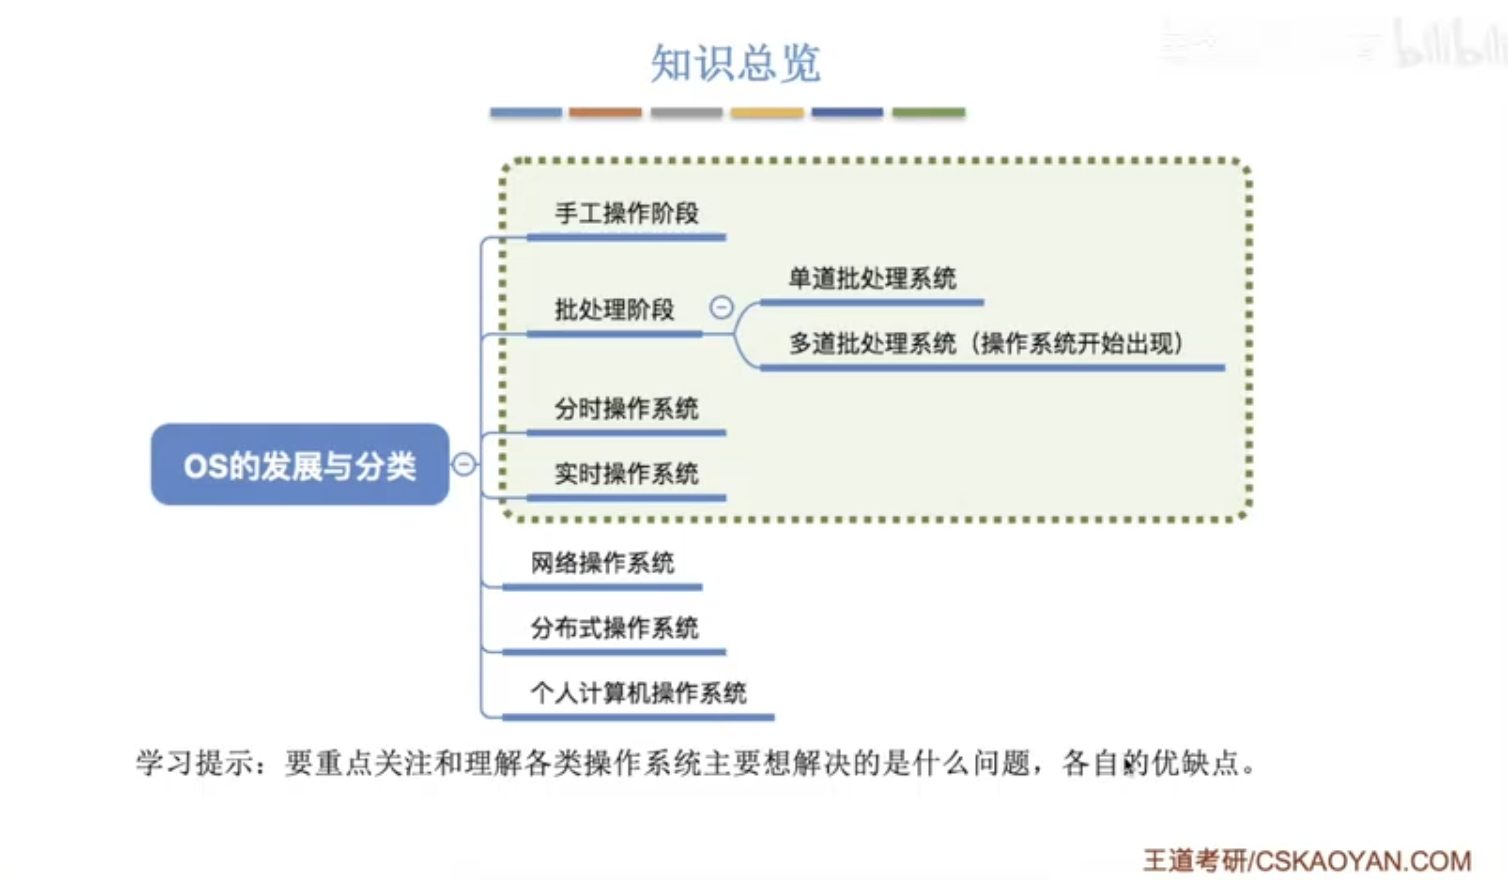 知识总览
bilibili
手工操作阶段
单道批处理系统
批处理阶段
多道批处理系统（操作系统开始出现）
分时操作系统
OS的发展与分类
实时操作系统
网络操作系统
分布式操作系统
个人计算机操作系统
学习提示：要重点关注和理解各类操作系统主要想解决的是什么问题，各自的优缺点。
王道考研/CSKAOYAN.COM